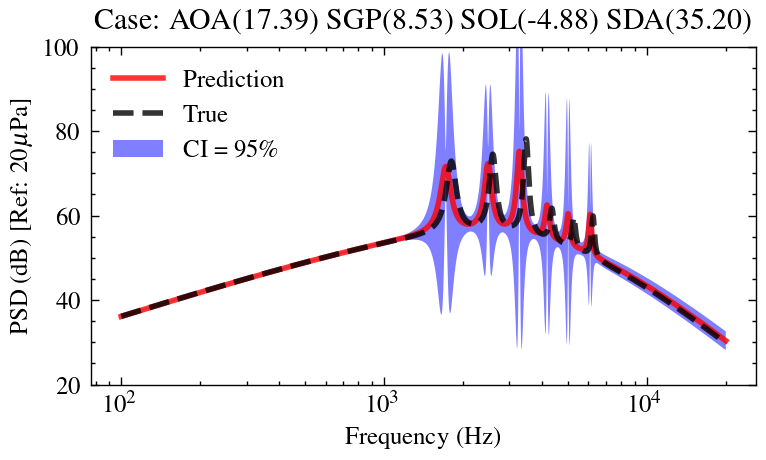 Case: AOA(17.39) SGP(8.53) SOL(-4.88) SDA(35.20)
100
80
60
40
20
PSD (dB) [Ref: 20μPa]
Prediction
True
CI = 95%
10²
10³
10⁴
Frequency (Hz)